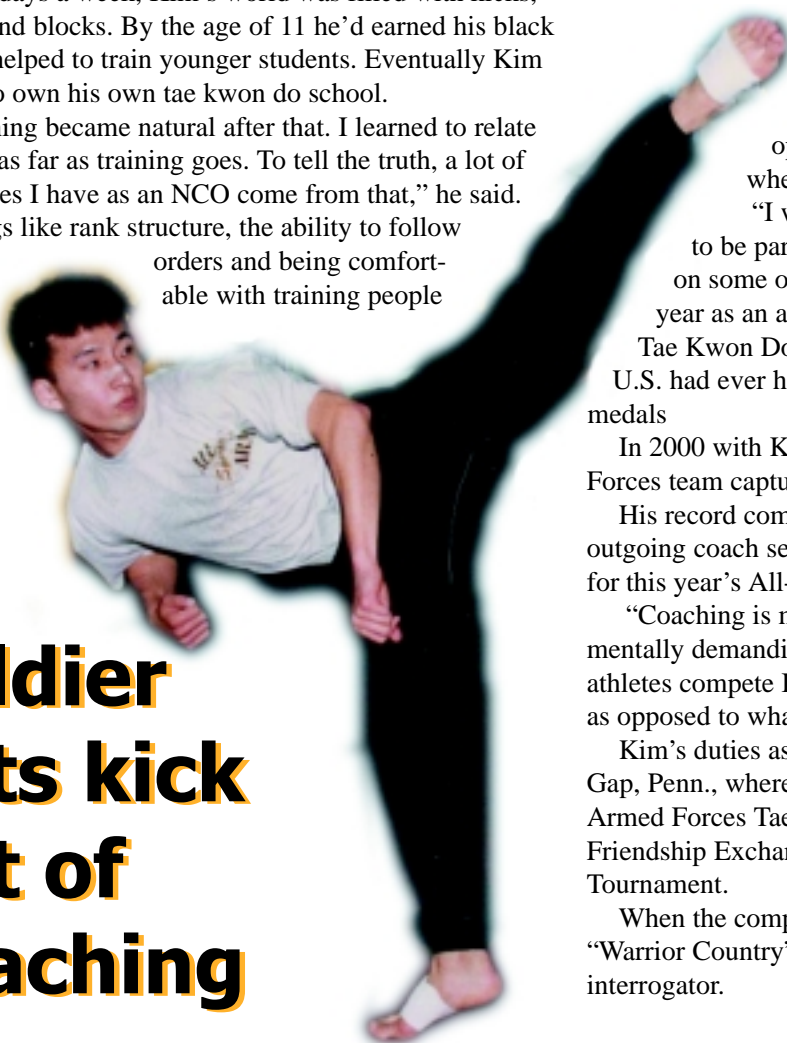 days a week, Kim’s world was filled with kicks,
nd blocks. By the age of 11 he’d earned his black
helped to train younger students. Eventually Kim
o own his own tae kwon do school.
ning became natural after that. I learned to relate
as far as training goes. To tell the truth, a lot of
es I have as an NCO come from that,” he said.
gs like rank structure, the ability to follow
orders and being comfort-
able with training people
ldier
ts kick
t of
aching
op
whe
“I w
to be par
on some o
year as an a
Tae Kwon Do
U.S. had ever h
medals
In 2000 with K
Forces team captu
His record com
outgoing coach se
for this year’s All-
“Coaching is m
mentally demandi
athletes compete I
as opposed to wha
Kim’s duties as
Gap, Penn., where
Armed Forces Tae
Friendship Exchan
Tournament.
When the comp
“Warrior Country”
interrogator.